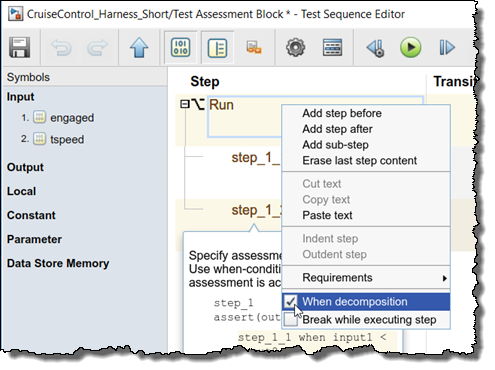 CruiseControl_Harness_Short/Test Assessment Block * - Test Sequence Editor
Symbols
Input
1. engaged
2. tspeed
Output
Local
Constant
Parameter
Data Store Memory
Step
Transi
Run
step_1_
step_1_2
Add step before
Add step after
Add sub-step
Erase last step content
Cut text
Copy text
Paste text
Indent step
Outdent step
Requirements
When decomposition
Break while executing step
Specify assessm
Use when-conditi
assessment is ac
step_1
assert(out
step_1_1 when input1 <